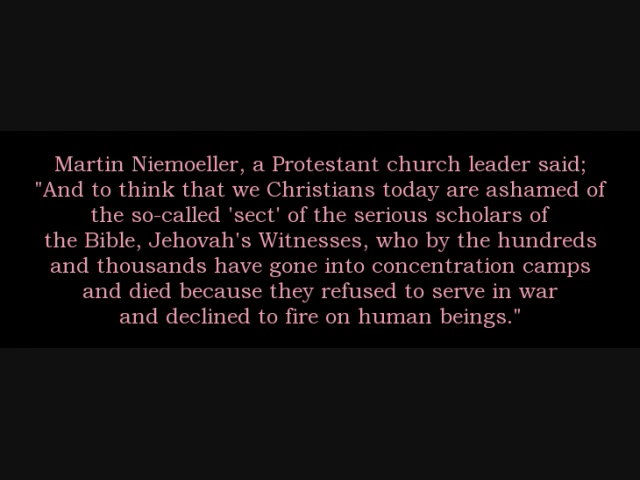 Martin Niemoeller, a Protestant church leader said;
"And to think that we Christians today are ashamed of
the so-called 'sect' of the serious scholars of
the Bible, Jehovah's Witnesses, who by the hundreds
and thousands have gone into concentration camps
and died because they refused to serve in war
and declined to fire on human beings."